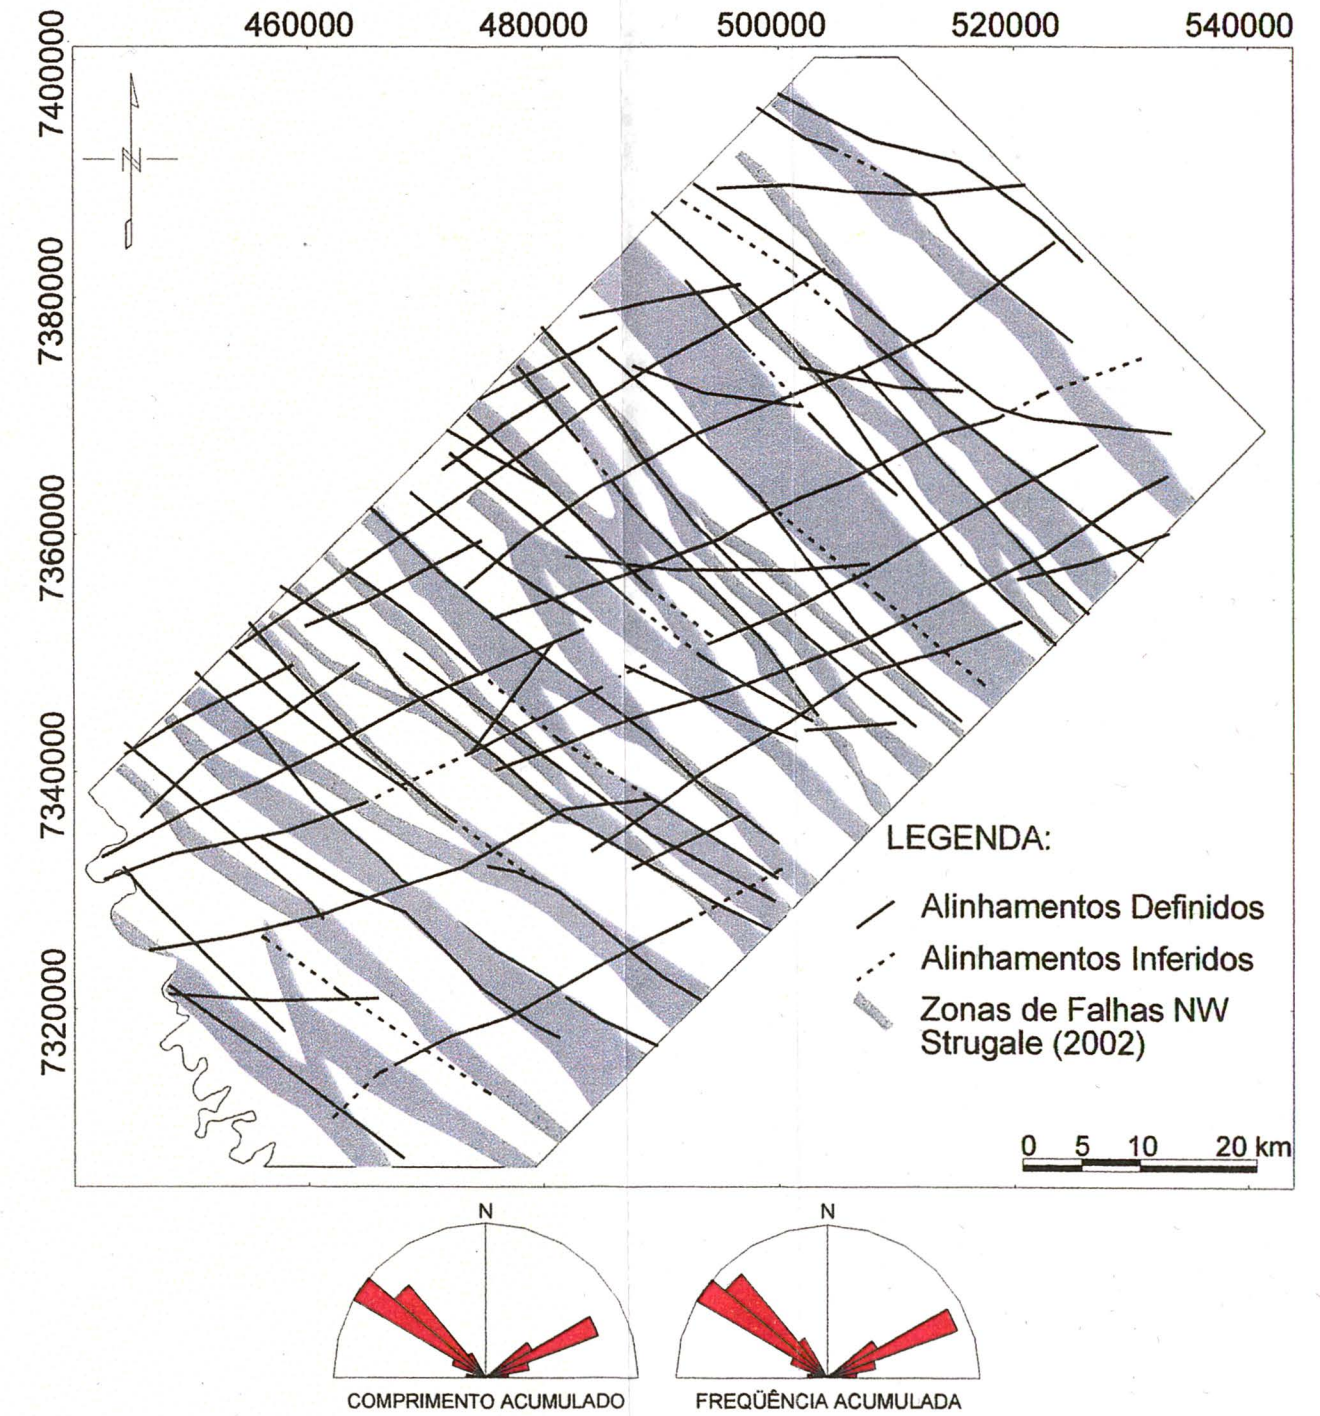 460000 480000 500000 520000 540000
7400000
7380000
7360000
7340000
7320000
N
LEGENDA:
Alinhamentos Definidos
Alinhamentos Inferidos
Zonas de Falhas NW
Strugale (2002)
0 5 10 20 km
N N
COMPRIMENTO ACUMULADO FREQÜÊNCIA ACUMULADA